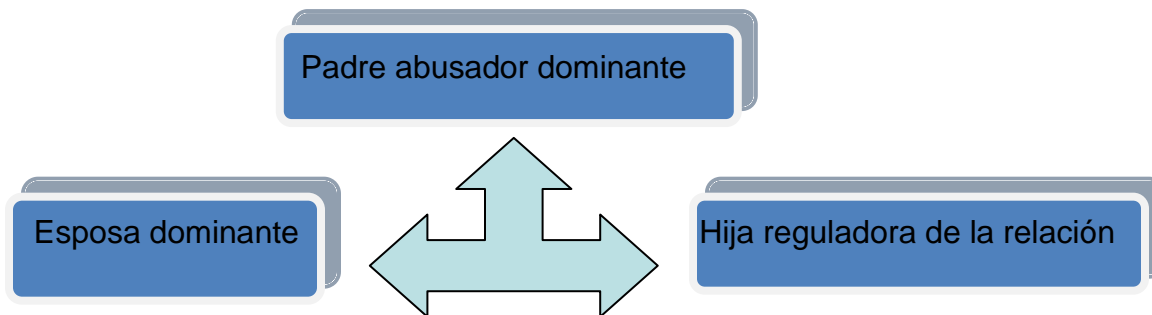 Padre abusador dominante
Esposa dominante
Hija reguladora de la relación